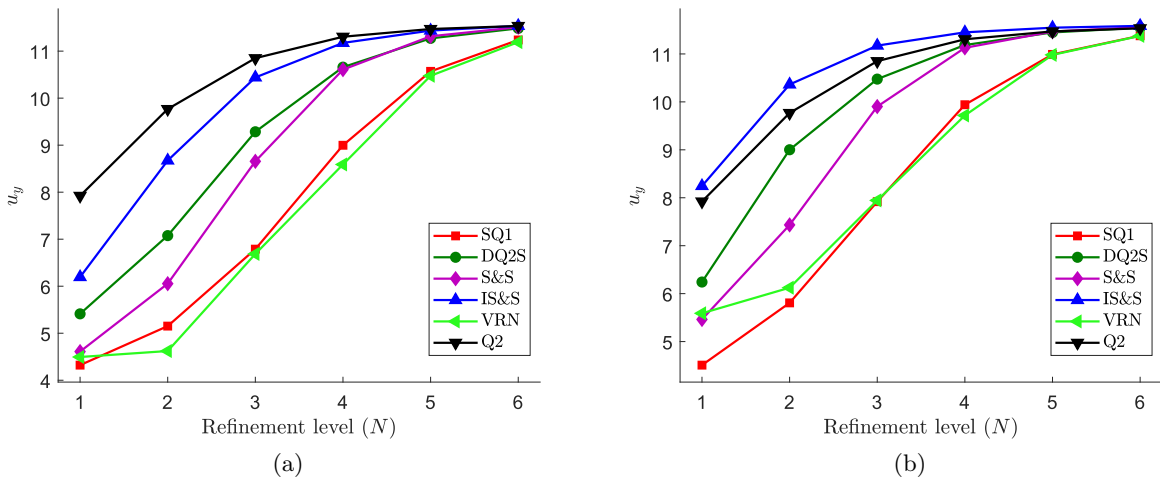 11
10
9
8
7
6
5
4
u_y
1 2 3 4 5 6
Refinement level (N)
SQ1
DQ2S
S&S
IS&S
VRN
Q2
(a)
11
10
9
8
7
6
5
u_y
1 2 3 4 5 6
Refinement level (N)
SQ1
DQ2S
S&S
IS&S
VRN
Q2
(b)